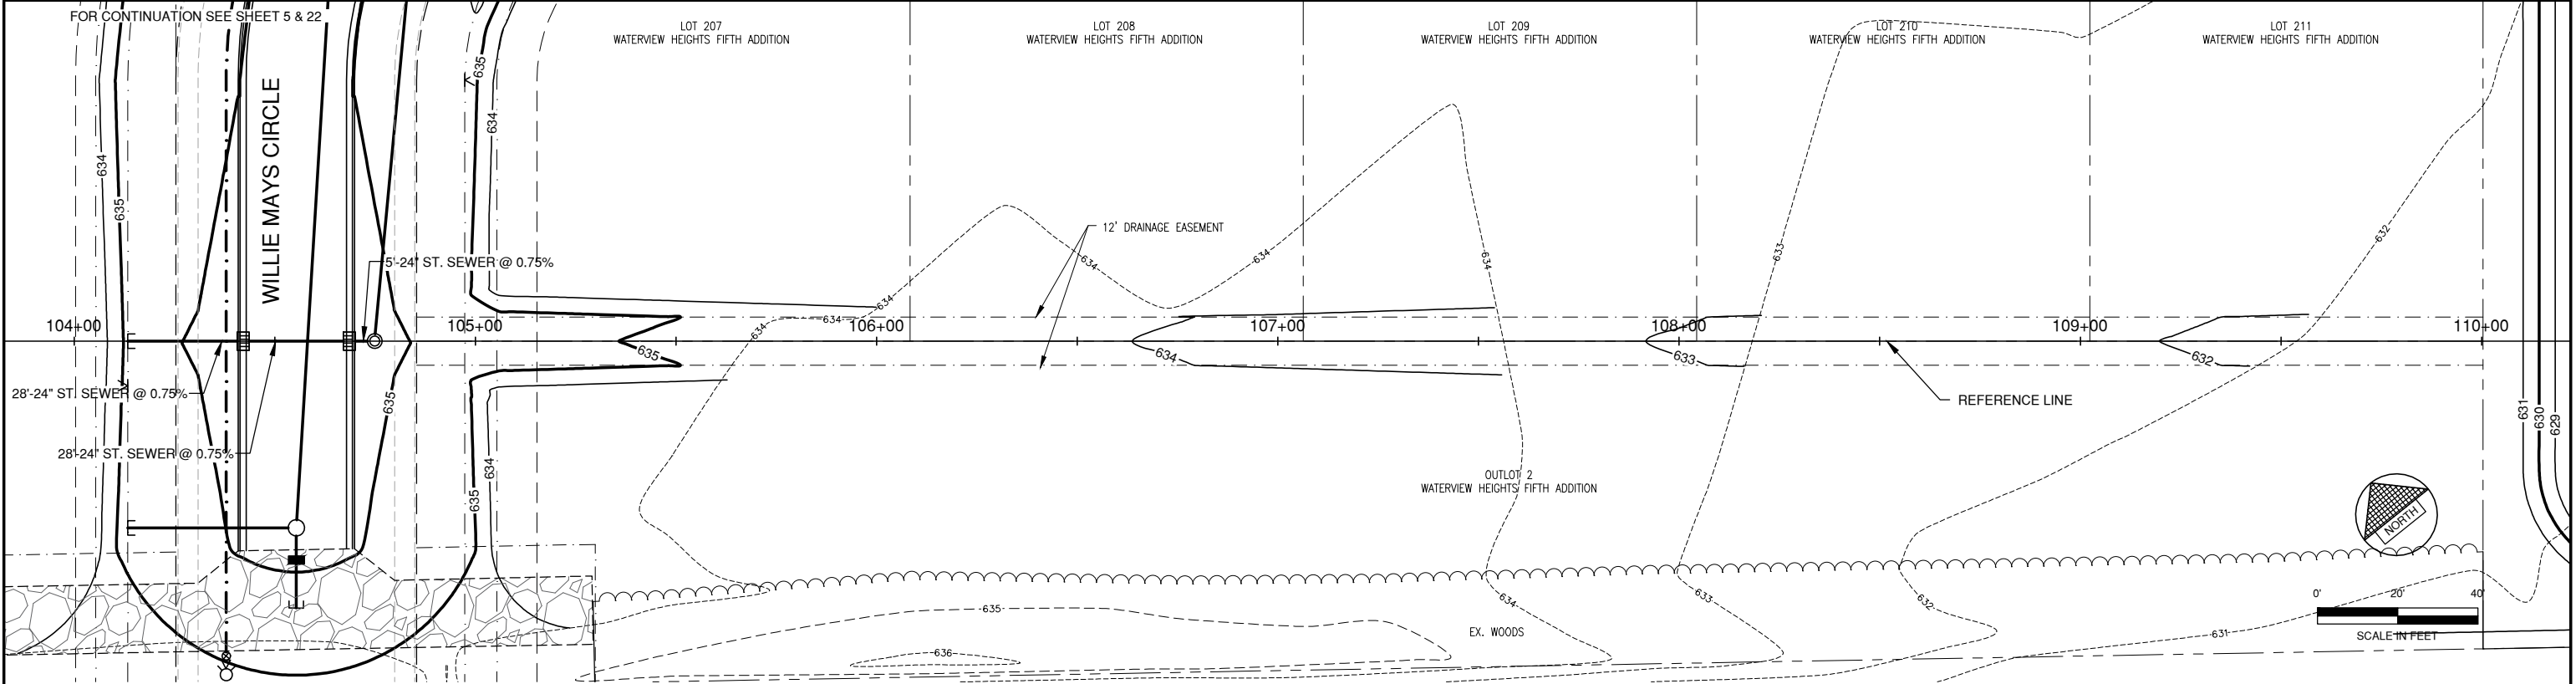 FOR CONTINUATION SEE SHEET 5 & 22
LOT 207
WATERVIEW HEIGHTS FIFTH ADDITION
LOT 208
WATERVIEW HEIGHTS FIFTH ADDITION
LOT 209
WATERVIEW HEIGHTS FIFTH ADDITION
LOT 210
WATERVIEW HEIGHTS FIFTH ADDITION
LOT 211
WATERVIEW HEIGHTS FIFTH ADDITION
635
634
634
635
WILLIE MAYS CIRCLE
12' DRAINAGE EASEMENT
5'-24" ST. SEWER @ 0.75%
634
634
634
633
632
634
634
634
104+00
105+00
106+00
107+00
108+00
109+00
110+00
635
634
633
632
28'-24" ST. SEWER @ 0.75%
635
REFERENCE LINE
631
630
629
28'-24" ST. SEWER @ 0.75%
634
635
OUTLOT 2
WATERVIEW HEIGHTS FIFTH ADDITION
NORTH
0'
20'
40'
SCALE IN FEET
635
634
633
632
631
EX. WOODS
636